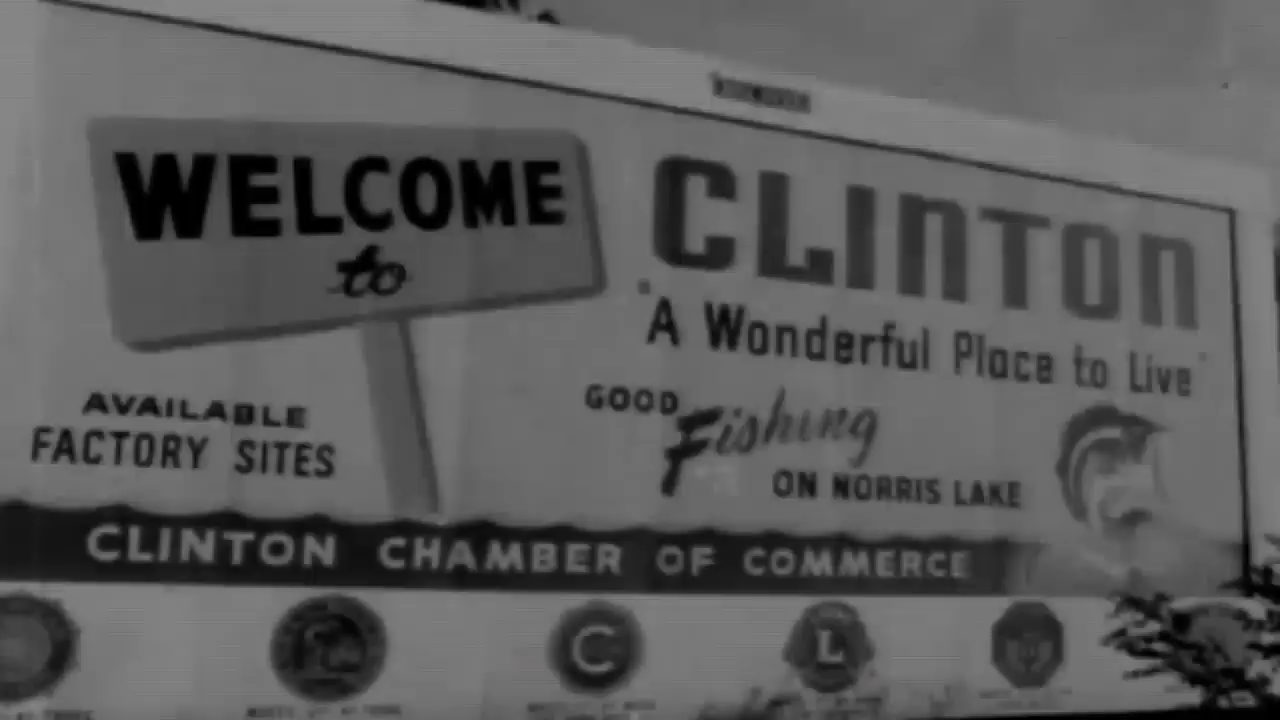 WELCOME
to
CLINTON
"A Wonderful Place to Live"
GOOD Fishing
ON NORRIS LAKE
AVAILABLE
FACTORY SITES
CLINTON CHAMBER OF COMMERCE
C
L